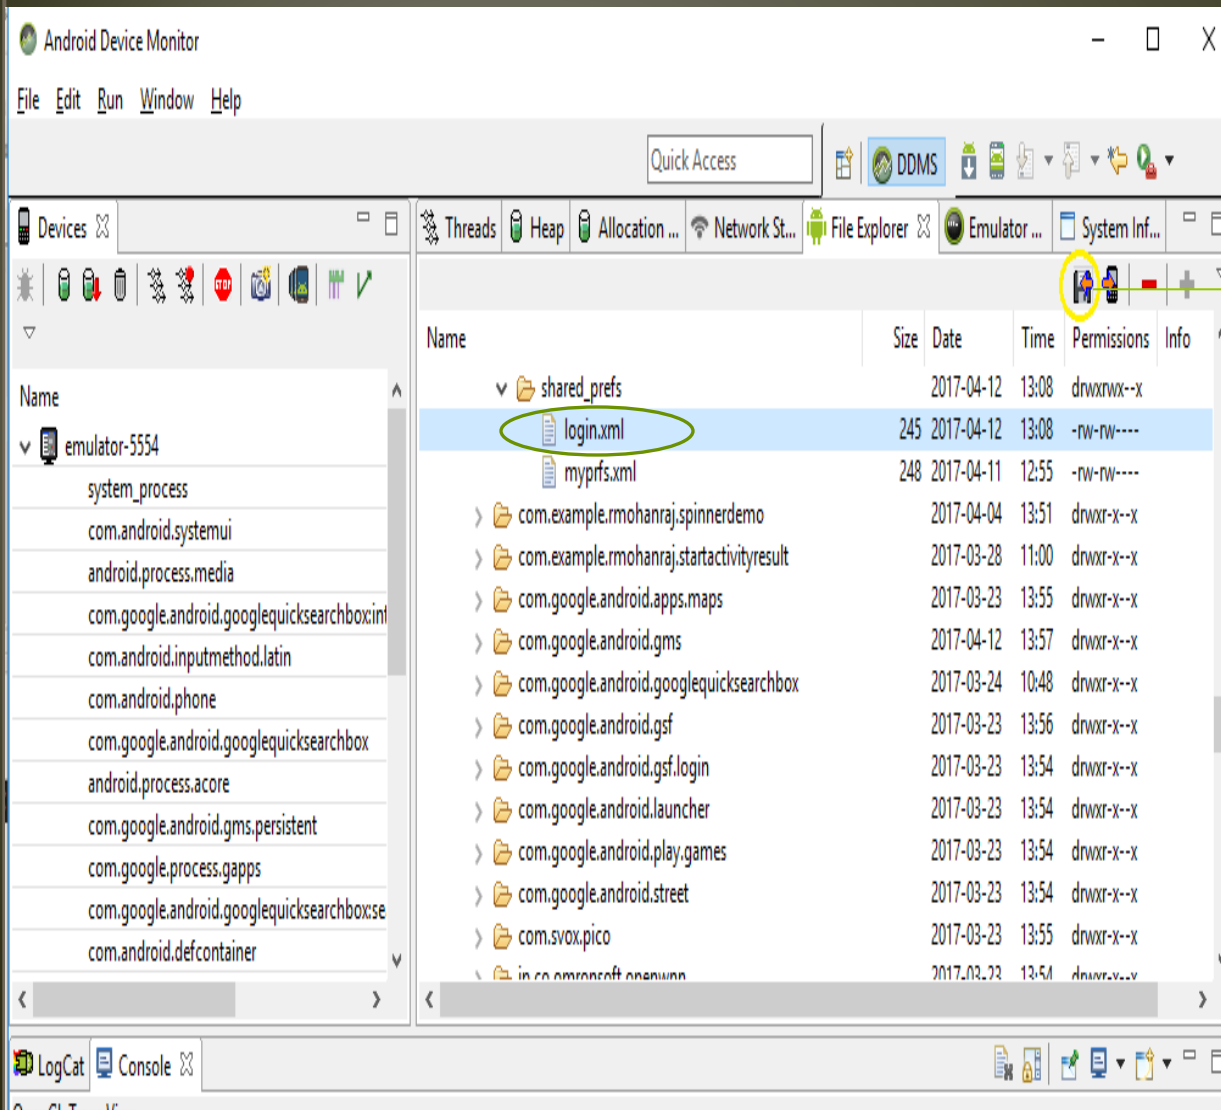 Android Device Monitor
File Edit Run Window Help
Quick Access
DDMS
Devices
Threads Heap Allocation ... Network St... File Explorer Emulator ... System Inf...
STOP
Name
emulator-5554
system_process
com.android.systemui
android.process.media
com.google.android.googlequicksearchbox:int
com.android.inputmethod.latin
com.android.phone
com.google.android.googlequicksearchbox
android.process.acore
com.google.android.gms.persistent
com.google.process.gapps
com.google.android.googlequicksearchbox:se
com.android.defcontainer
Name Size Date Time Permissions Info
shared_prefs 2017-04-12 13:08 drwxrwx--x
login.xml 245 2017-04-12 13:08 -rw-rw----
myprfs.xml 248 2017-04-11 12:55 -rw-rw----
com.example.rmohanraj.spinnerdemo 2017-04-04 13:51 drwxr-x--x
com.example.rmohanraj.startactivityresult 2017-03-28 11:00 drwxr-x--x
com.google.android.apps.maps 2017-03-23 13:55 drwxr-x--x
com.google.android.gms 2017-04-12 13:57 drwxr-x--x
com.google.android.googlequicksearchbox 2017-03-24 10:48 drwxr-x--x
com.google.android.gsf 2017-03-23 13:56 drwxr-x--x
com.google.android.gsf.login 2017-03-23 13:54 drwxr-x--x
com.google.android.launcher 2017-03-23 13:54 drwxr-x--x
com.google.android.play.games 2017-03-23 13:54 drwxr-x--x
com.google.android.street 2017-03-23 13:54 drwxr-x--x
com.svox.pico 2017-03-23 13:55 drwxr-x--x
jp.co.omronsoft.openwnn 2017-03-23 13:54 drwxr-x--x
LogCat Console